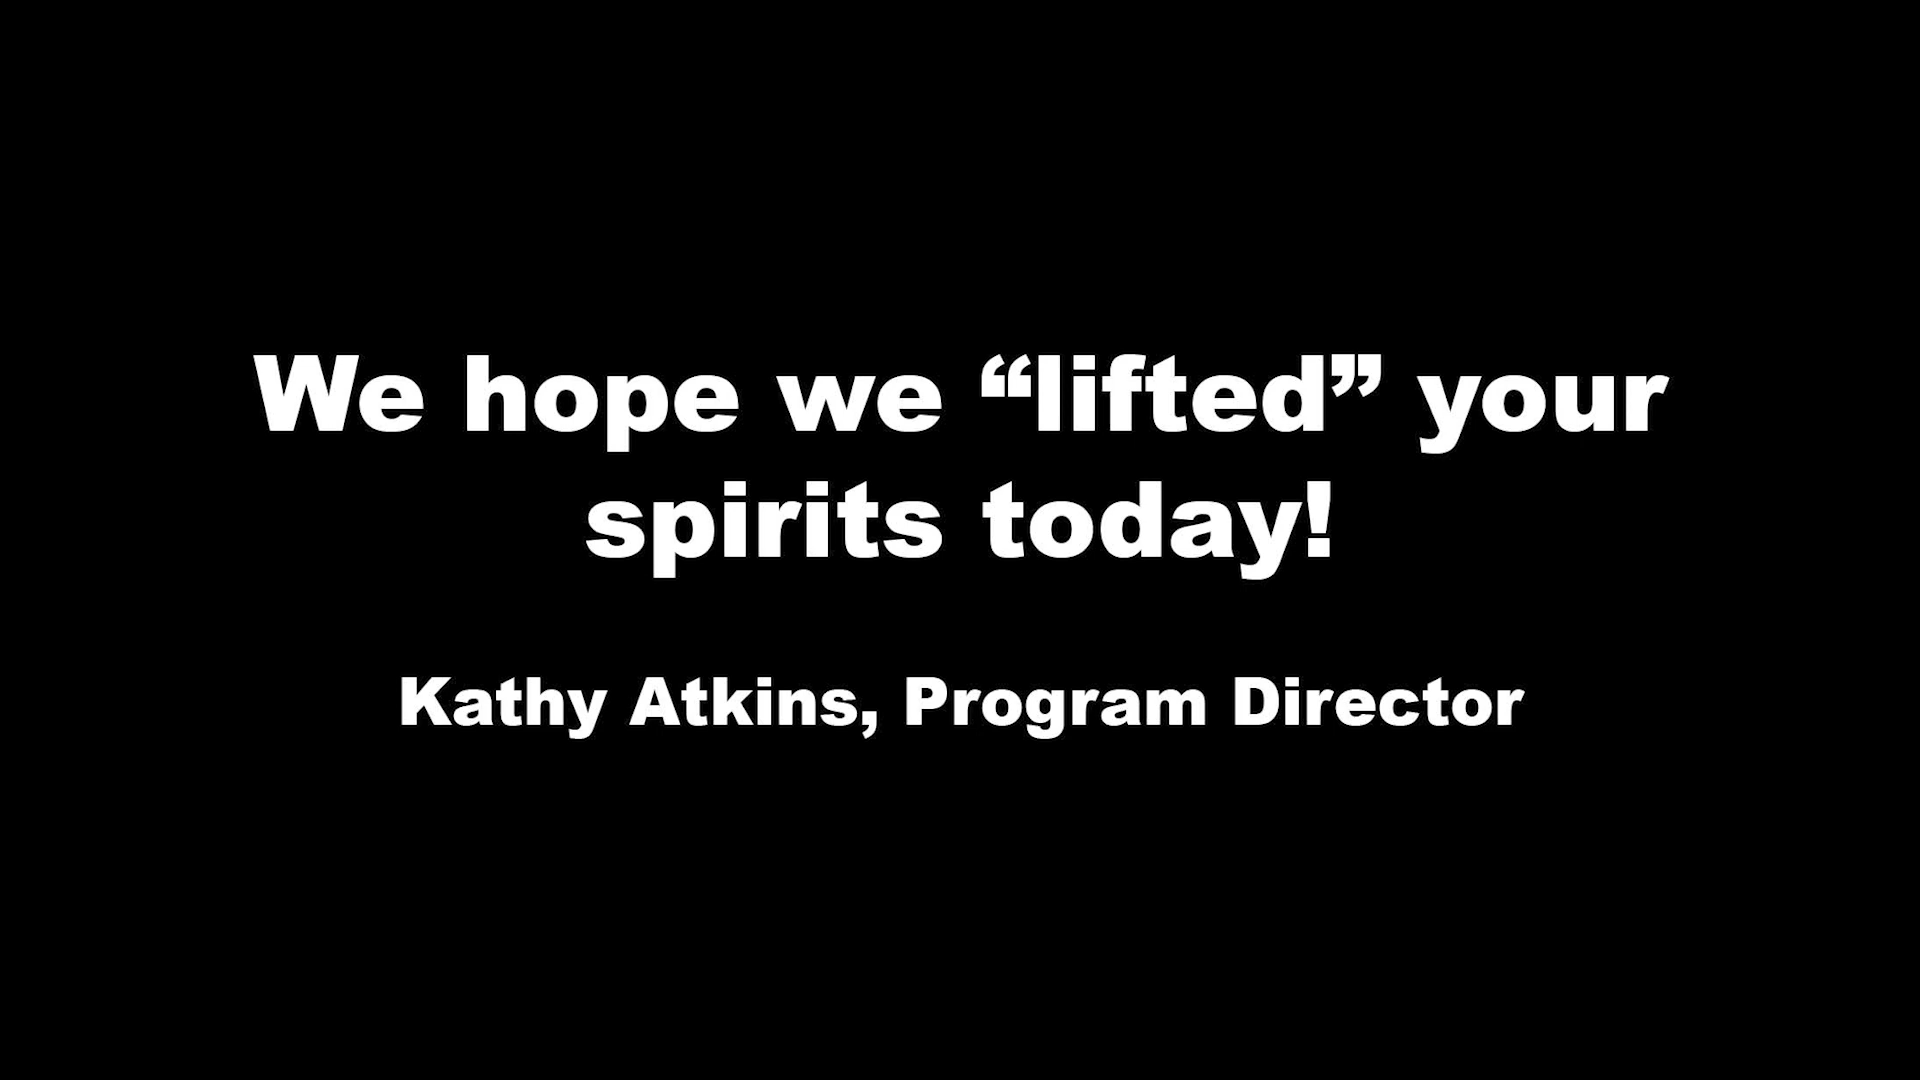 We hope we “lifted” your
spirits today!
Kathy Atkins, Program Director